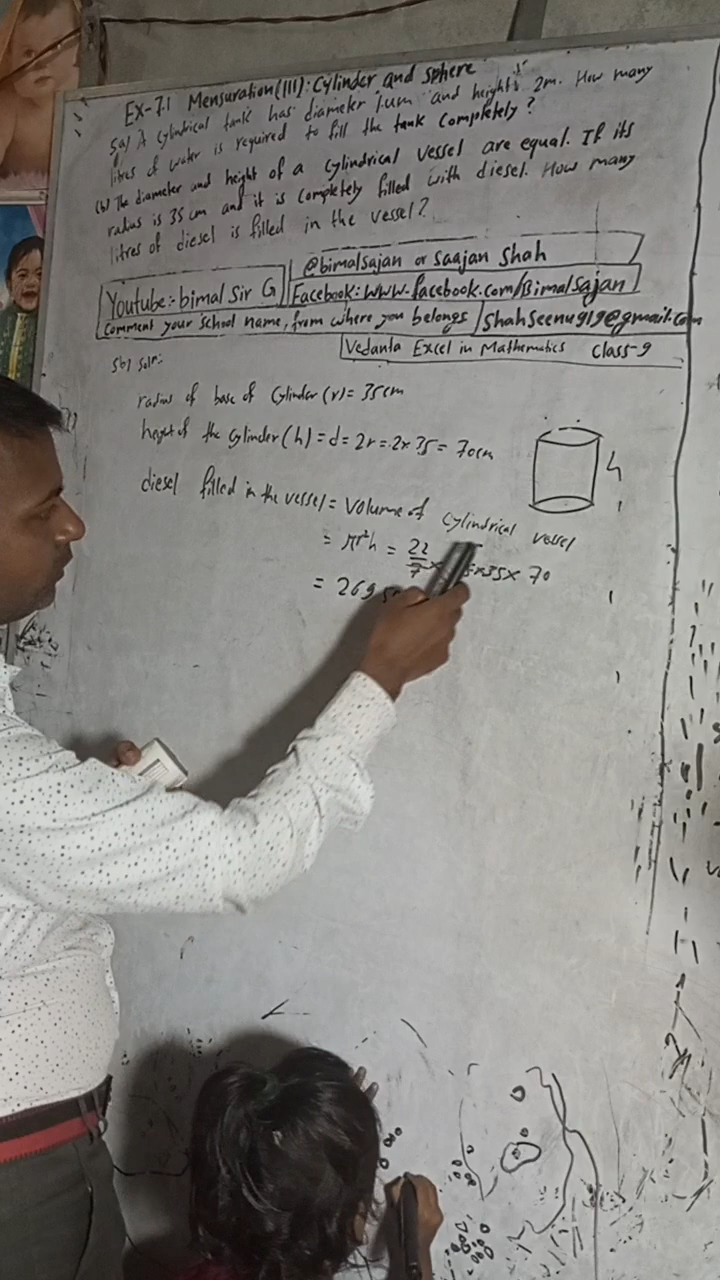 Ex-7.1 Mensuration(III): Cylinder and sphere
5a) A cylindrical tank has diameter 1.4m and height is 2m. How many
litres of water is required to fill the tank completely?
(b) The diameter and height of a cylindrical vessel are equal. If its
radius is 35 cm and it is completely filled with diesel. How many
litres of diesel is filled in the vessel?
@bimalsajan or saajan shah
Youtube:- bimal sir G
Facebook: www.facebook.com/Bimalsajan
comment your school name, from where you belongs
shahseenu919@gmail.com
Vedanta Excel in Mathematics Class-9
5b) soln:
radius of base of cylinder (r) = 35cm
height of the cylinder (h) = d = 2r = 2x 35 = 70cm
h
diesel filled in the vessel = volume of cylindrical vessel
= πr²h = 22/7 x 35x 70
= 269